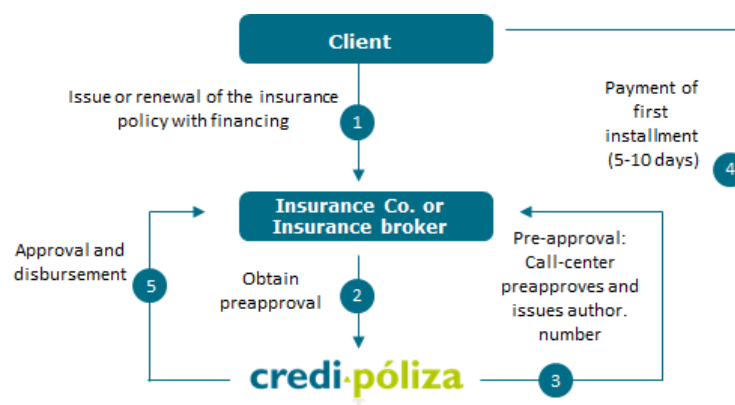 Client
Issue or renewal of the insurance
policy with financing
1
Payment of
first
installment
(5-10 days)
4
Insurance Co. or
Insurance broker
Approval and
disbursement
5
Obtain
preapproval
2
Pre-approval:
Call-center
preapproves and
issues author.
number
3
credi·póliza